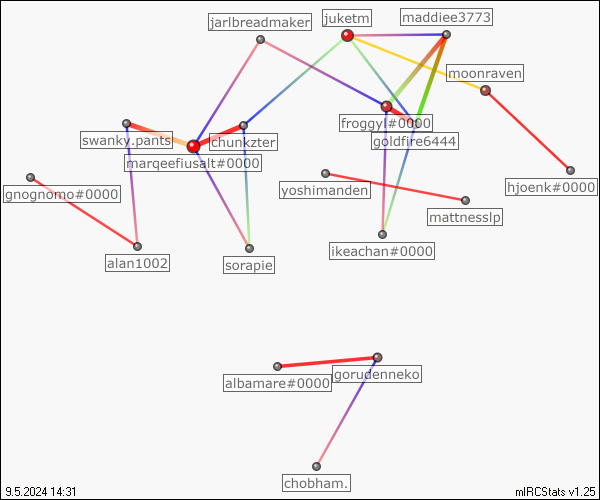 maddiee3773
juketm
jarlbreadmaker
moonraven
froggyl#0000
swanky.pants
chunkzter
goldfire6444
marqeefiusalt#0000
yoshimanden
hjoenk#0000
gnognomo#0000
mattnesslp
ikeachan#0000
alan1002
sorapie
gorudenneko
albamare#0000
chobham.
9.5.2024 14:31
mIRCStats v1.25